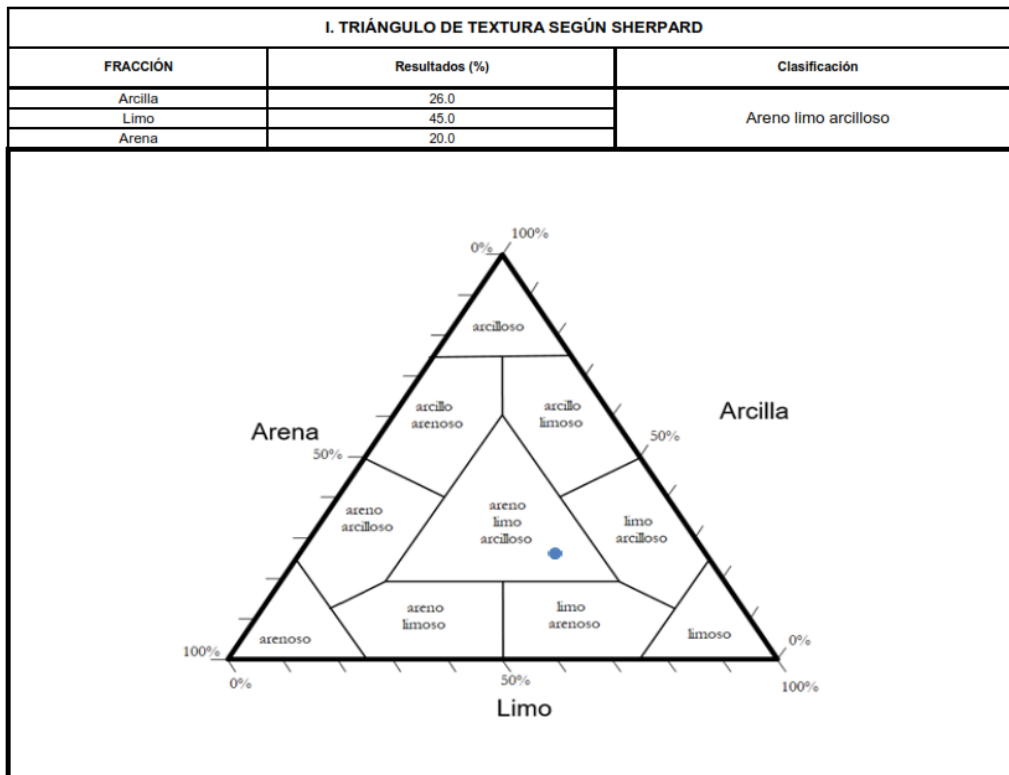 I. TRIÁNGULO DE TEXTURA SEGÚN SHERPARD
FRACCIÓN Resultados (%) Clasificación
Arcilla 26.0
Limo 45.0 Areno limo arcilloso
Arena 20.0
0% 100%
arcilloso
arcillo
arenoso
arcillo
limoso
Arena
Arcilla
50%
50%
areno
arcilloso
areno
limo
arcilloso
limo
arcilloso
areno
limoso
limo
arenoso
arenoso
limoso
100%
0%
0%
50%
100%
Limo